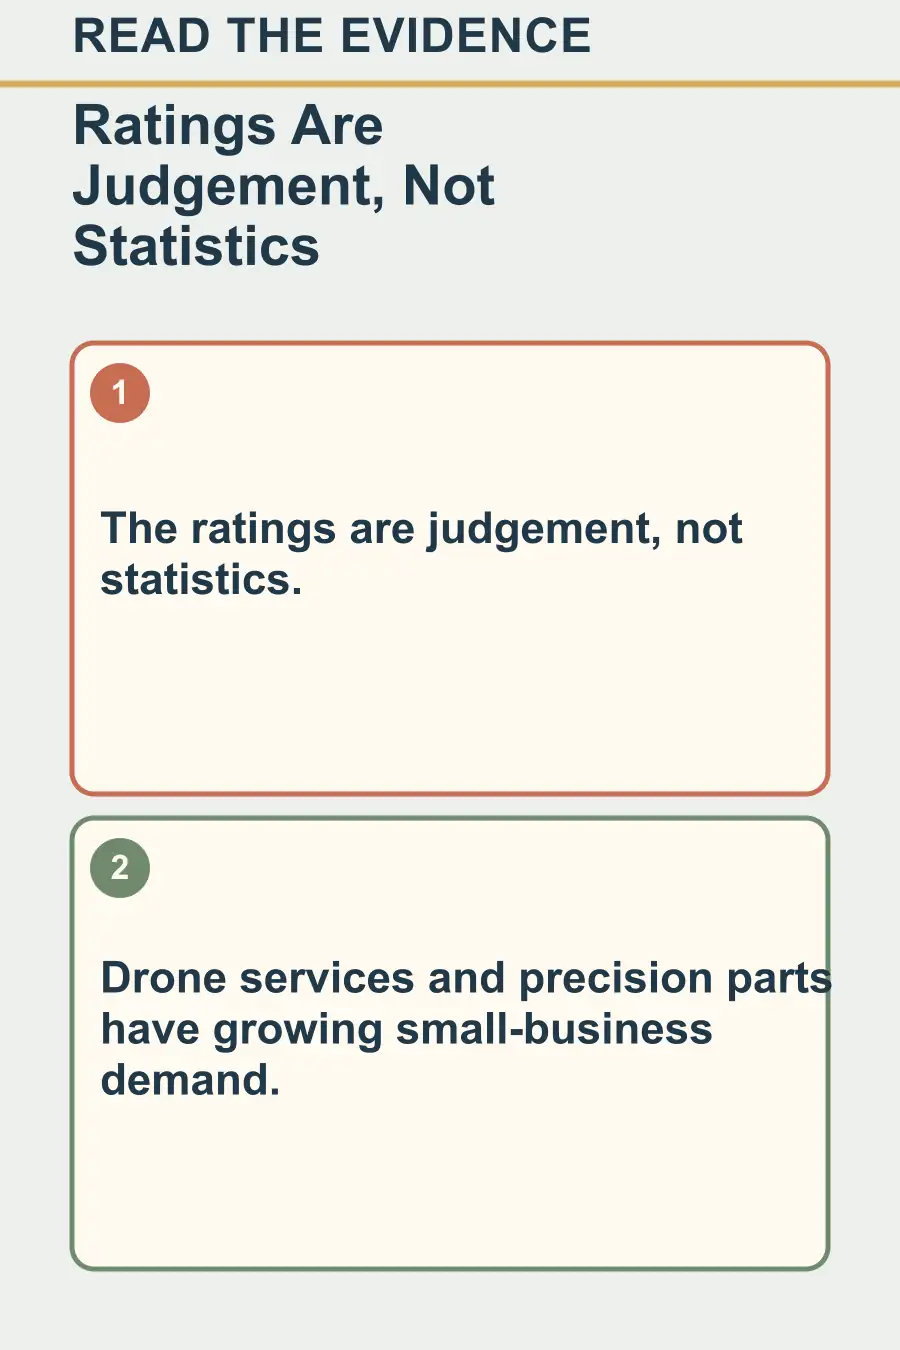 READ THE EVIDENCE
Ratings Are
Judgement, Not
Statistics
1
The ratings are judgement, not
statistics.
2
Drone services and precision parts
have growing small-business
demand.